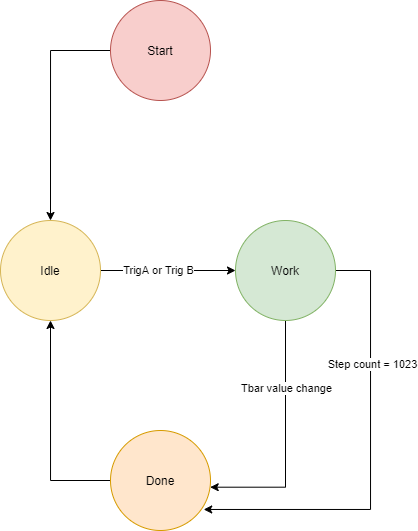 Start
Idle
TrigA or Trig B
Work
Step count = 1023
Tbar value change
Done